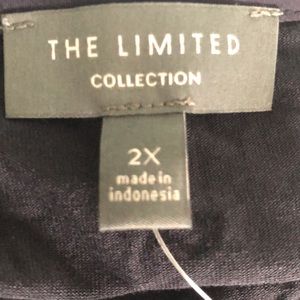 THE LIMITED
COLLECTION
2X
made in
indonesia